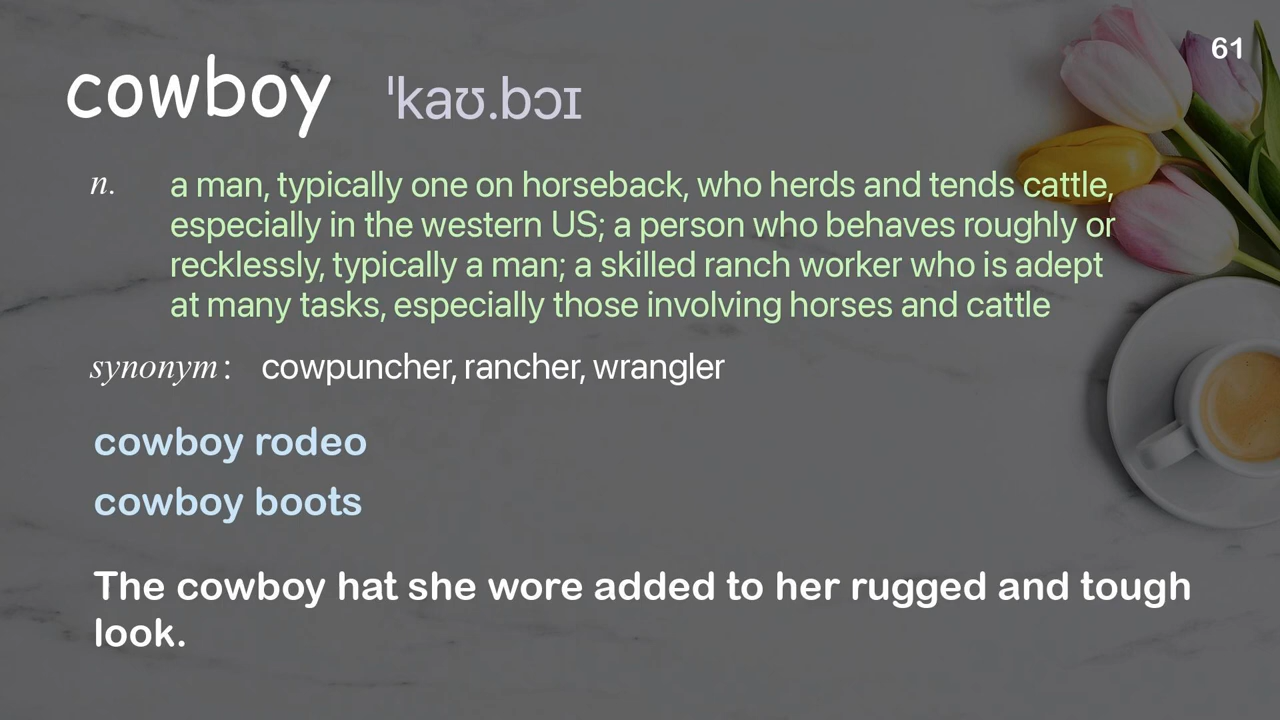 61
cowboy ˈkaʊ.bɔɪ
n. a man, typically one on horseback, who herds and tends cattle,
especially in the western US; a person who behaves roughly or
recklessly, typically a man; a skilled ranch worker who is adept
at many tasks, especially those involving horses and cattle
synonym : cowpuncher, rancher, wrangler
cowboy rodeo
cowboy boots
The cowboy hat she wore added to her rugged and tough
look.